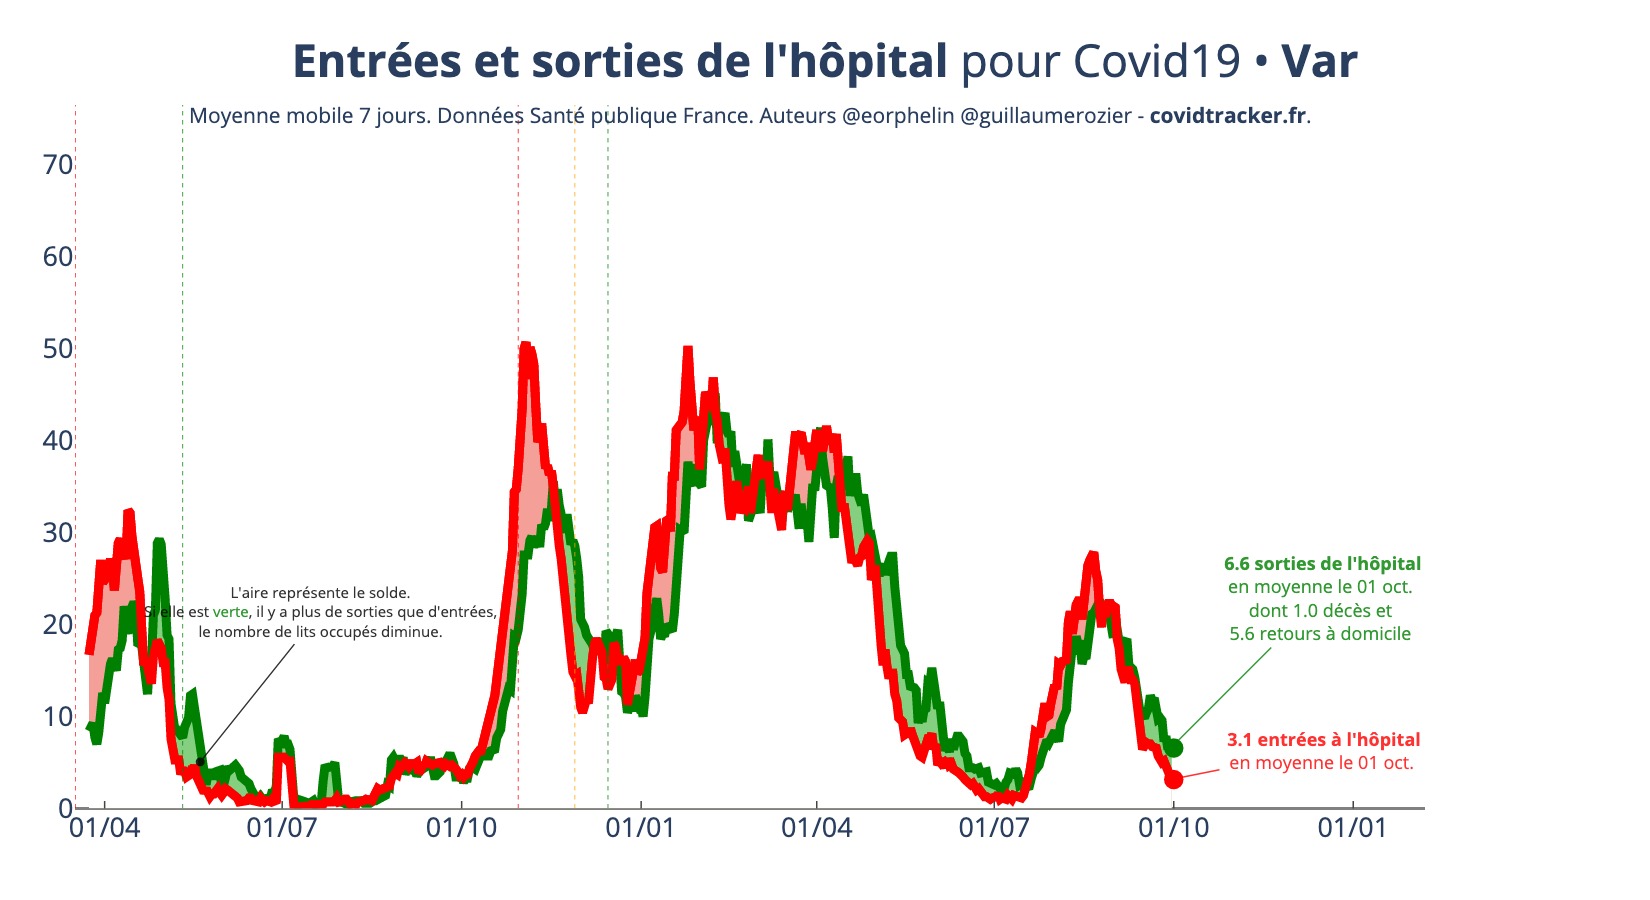 Entrées et sorties de l'hôpital pour Covid19 • Var
Moyenne mobile 7 jours. Données Santé publique France. Auteurs @eorphelin @guillaumerozier - covidtracker.fr.
70
60
50
40
30
20
10
0
L'aire représente le solde.
Si elle est verte, il y a plus de sorties que d'entrées,
le nombre de lits occupés diminue.
6.6 sorties de l'hôpital
en moyenne le 01 oct.
dont 1.0 décès et
5.6 retours à domicile
3.1 entrées à l'hôpital
en moyenne le 01 oct.
01/04 01/07 01/10 01/01 01/04 01/07 01/10 01/01